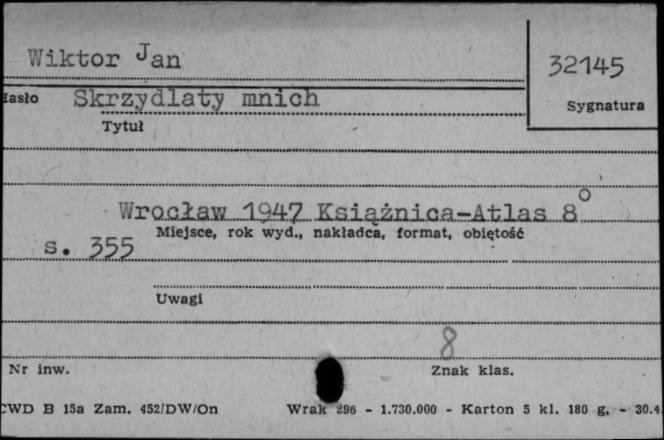 Wiktor Jan
32145
Hasło Skrzydlaty mnich
Sygnatura
Tytuł
Wrocław 1947 Książnica-Atlas 8°
Miejsce, rok wyd., nakładca, format, objętość
s. 355
Uwagi
8
Nr inw.
Znak klas.
CWD B 15a Zam. 452/DW/On Wrak 896 - 1.730.000 - Karton 5 kl. 180 g, - 30.4